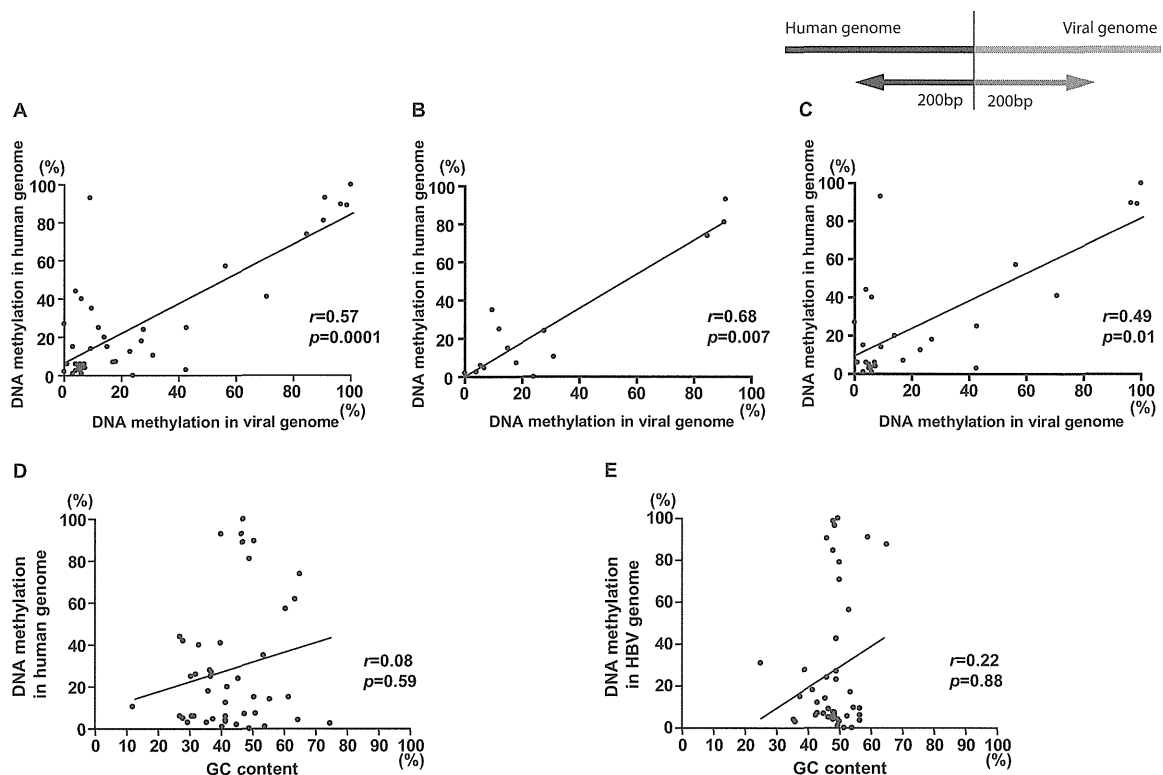 Human genome
Viral genome
200bp
200bp
A
(%)
100
80
60
40
20
0
DNA methylation in human genome
r=0.57
p=0.0001
0
20
40
60
80
100
(%)
DNA methylation in viral genome
B
(%)
100
80
60
40
20
0
DNA methylation in human genome
r=0.68
p=0.007
0
20
40
60
80
100
(%)
DNA methylation in viral genome
C
(%)
100
80
60
40
20
0
DNA methylation in human genome
r=0.49
p=0.01
0
20
40
60
80
100
(%)
DNA methylation in viral genome
D
(%)
100
80
60
40
20
0
DNA methylation
in human genome
r=0.08
p=0.59
0
10
20
30
40
50
60
70
80
90
100
(%)
GC content
E
(%)
100
80
60
40
20
0
DNA methylation
in HBV genome
r=0.22
p=0.88
0
10
20
30
40
50
60
70
80
90
100
(%)
GC content